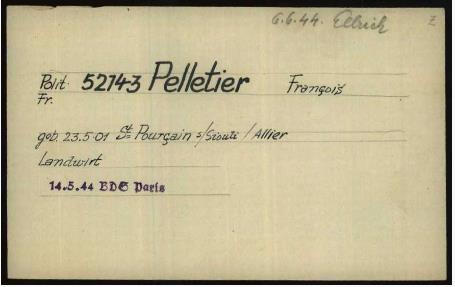 6.6.44. Ellrich
Z
Polit. 52743 Pelletier François
Fr.
geb. 23.5.01 St. Pourçain s/Sioule / Allier
Landwirt
14.5.44 BDS Paris